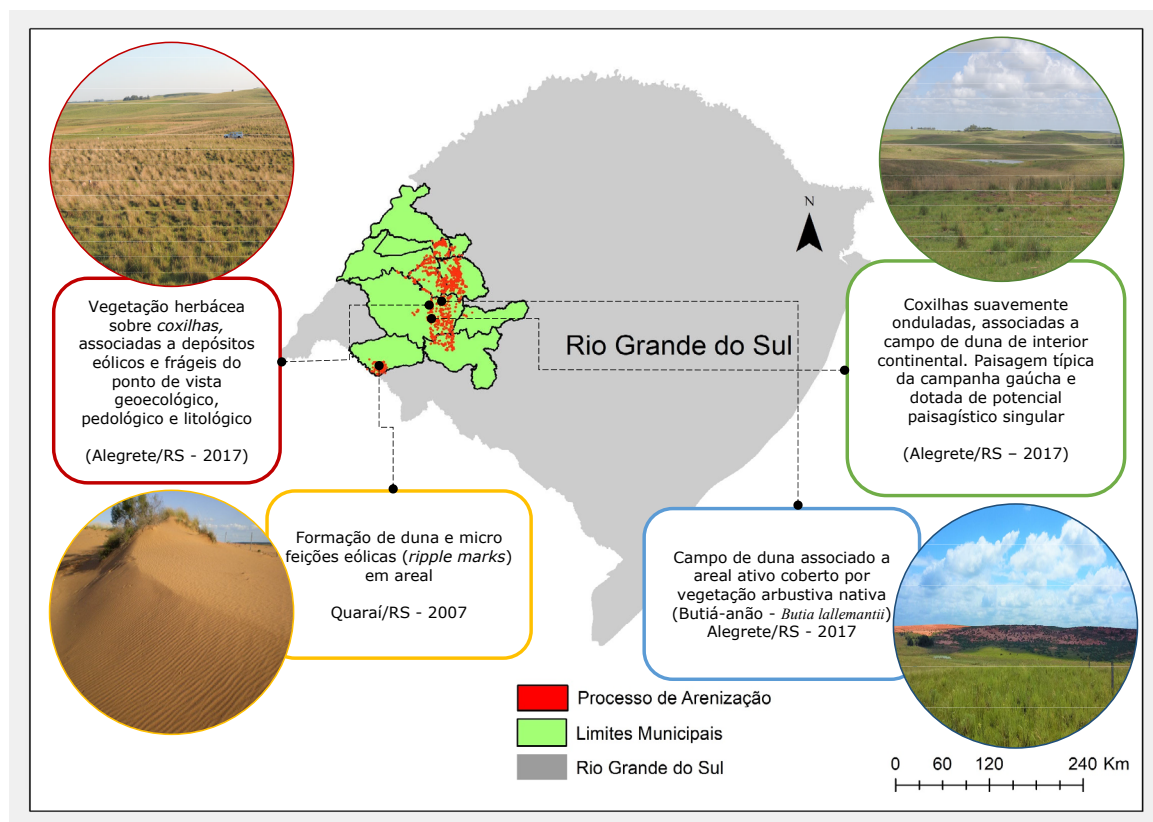 N
Rio Grande do Sul
Vegetação herbácea
sobre coxilhas,
associadas a depósitos
eólicos e frágeis do
ponto de vista
geoecológico,
pedológico e litológico
(Alegrete/RS - 2017)
Coxilhas suavemente
onduladas, associadas a
campo de duna de interior
continental. Paisagem típica
da campanha gaúcha e
dotada de potencial
paisagístico singular
(Alegrete/RS – 2017)
Formação de duna e micro
feições eólicas (ripple marks)
em areal
Quaraí/RS - 2007
Campo de duna associado a
areal ativo coberto por
vegetação arbustiva nativa
(Butiá-anão - Butia lallemantii)
Alegrete/RS - 2017
Processo de Arenização
Limites Municipais
Rio Grande do Sul
0 60 120 240 Km